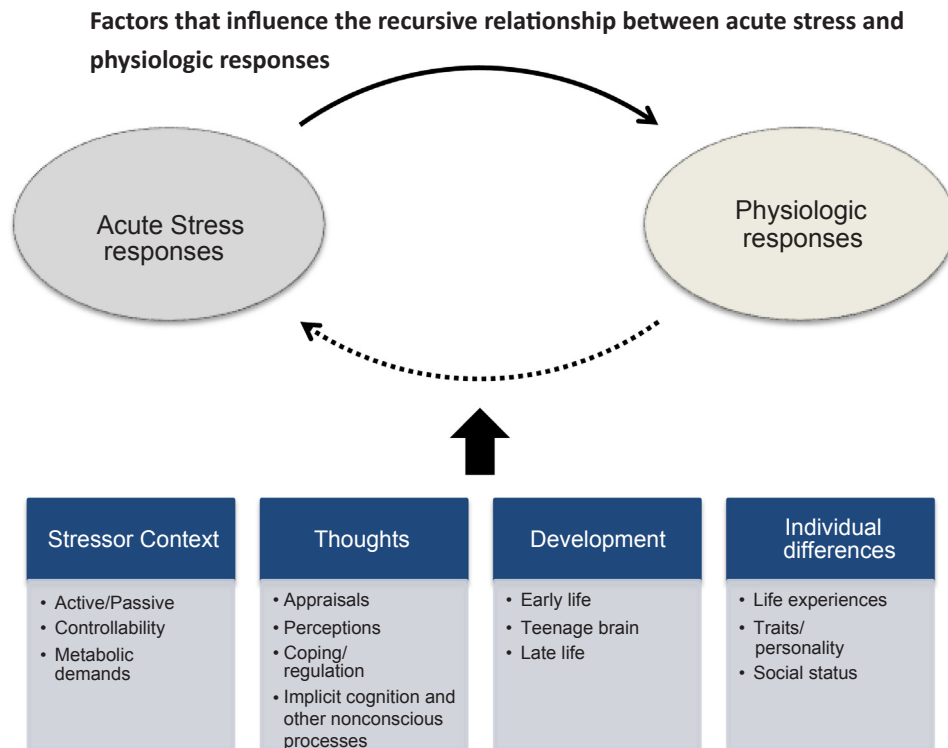 Factors that influence the recursive relationship between acute stress and
physiologic responses
Acute Stress
responses
Physiologic
responses
Stressor Context
• Active/Passive
• Controllability
• Metabolic
demands
Thoughts
• Appraisals
• Perceptions
• Coping/
regulation
• Implicit cognition and
other nonconscious
processes
Development
• Early life
• Teenage brain
• Late life
Individual
differences
• Life experiences
• Traits/
personality
• Social status